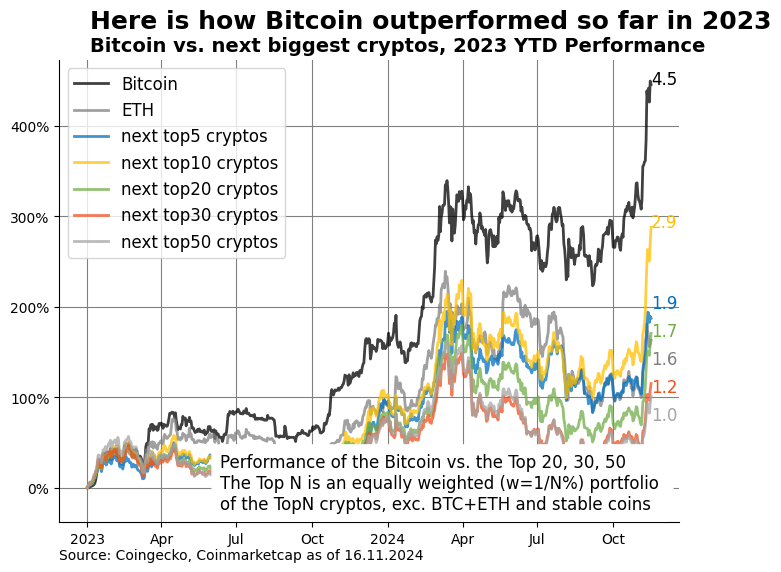 Here is how Bitcoin outperformed so far in 2023
Bitcoin vs. next biggest cryptos, 2023 YTD Performance
Bitcoin
ETH
next top5 cryptos
next top10 cryptos
next top20 cryptos
next top30 cryptos
next top50 cryptos
400%
300%
200%
100%
0%
4.5
2.9
1.9
1.7
1.6
1.2
1.0
Performance of the Bitcoin vs. the Top 20, 30, 50
The Top N is an equally weighted (w=1/N%) portfolio
of the TopN cryptos, exc. BTC+ETH and stable coins
2023 Apr Jul Oct 2024 Apr Jul Oct
Source: Coingecko, Coinmarketcap as of 16.11.2024